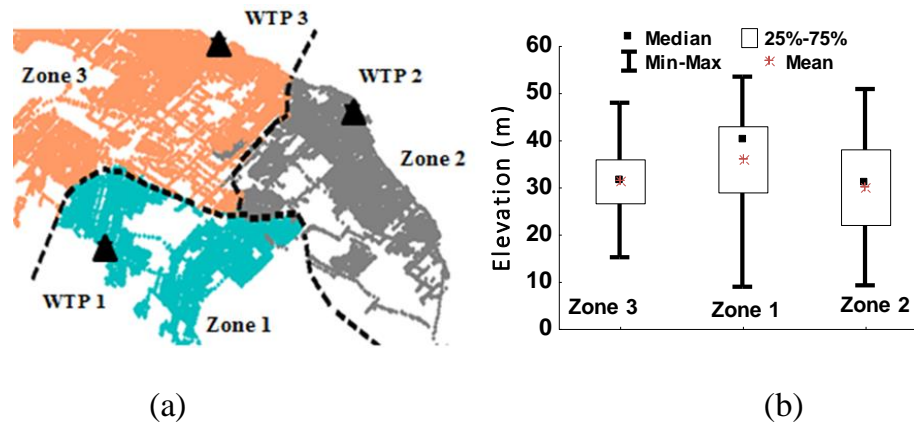 WTP 3
Zone 3
WTP 2
Zone 2
WTP 1
Zone 1
(a)
Elevation (m)
60
50
40
30
20
10
0
Median
25%-75%
Min-Max
Mean
Zone 3
Zone 1
Zone 2
(b)